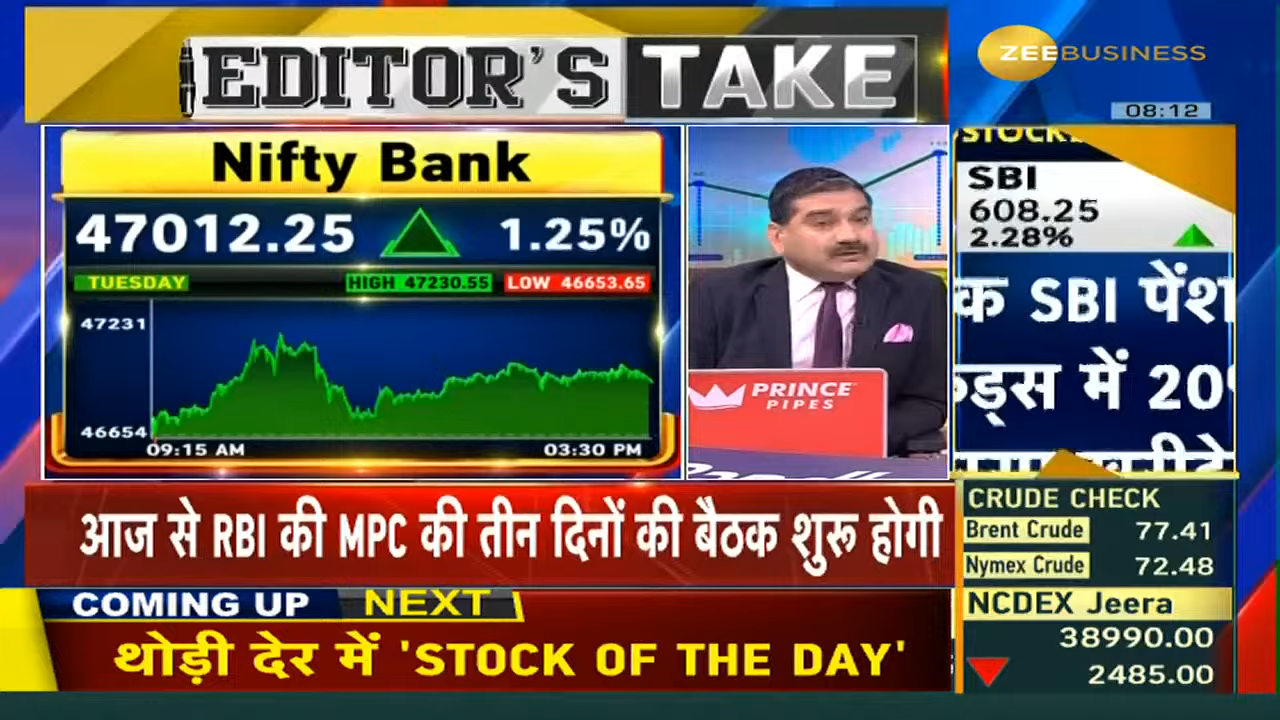 EDITOR'S TAKE
ZEEBUSINESS
08:12
Nifty Bank
47012.25 1.25%
TUESDAY HIGH 47230.55 LOW 46653.65
47231
46654
09:15 AM 03:30 PM
PRINCE
PIPES
SBI
608.25
2.28%
क SBI
में
आज से RBI की MPC की तीन दिनों की बैठक शुरू होगी
COMING UP NEXT
थोड़ी देर में 'STOCK OF THE DAY'
CRUDE CHECK
Brent Crude 77.41
Nymex Crude 72.48
NCDEX Jeera
38990.00
2485.00